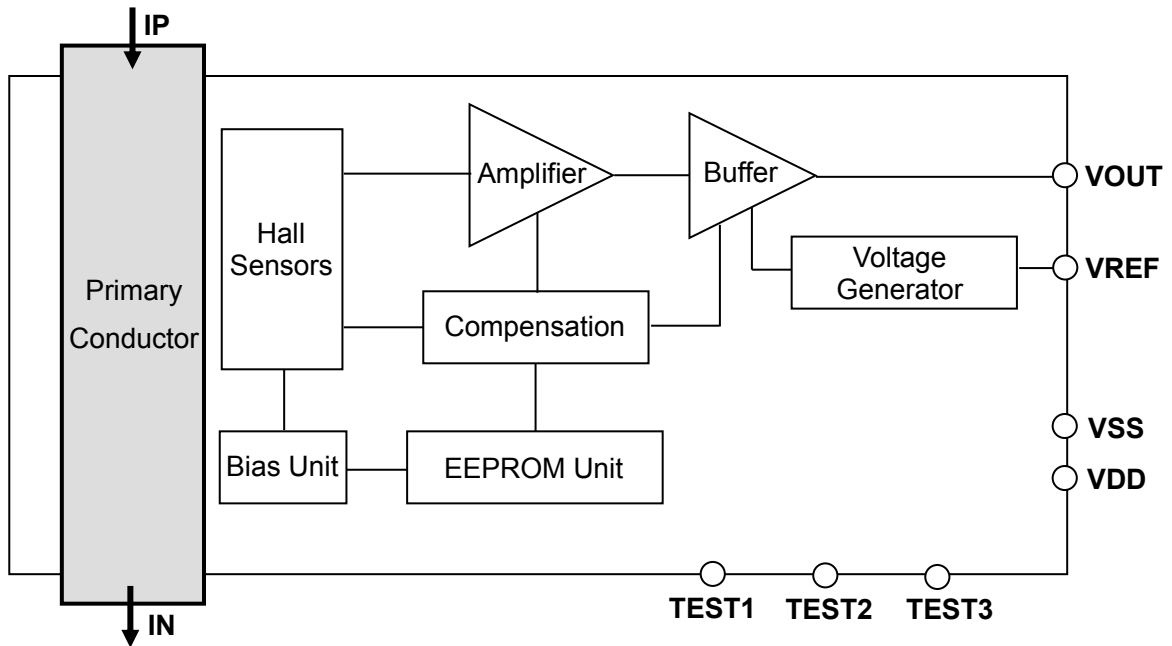 IP
Primary
Conductor
IN
Hall
Sensors
Amplifier
Buffer
Voltage
Generator
Compensation
Bias Unit
EEPROM Unit
VOUT
VREF
VSS
VDD
TEST1
TEST2
TEST3